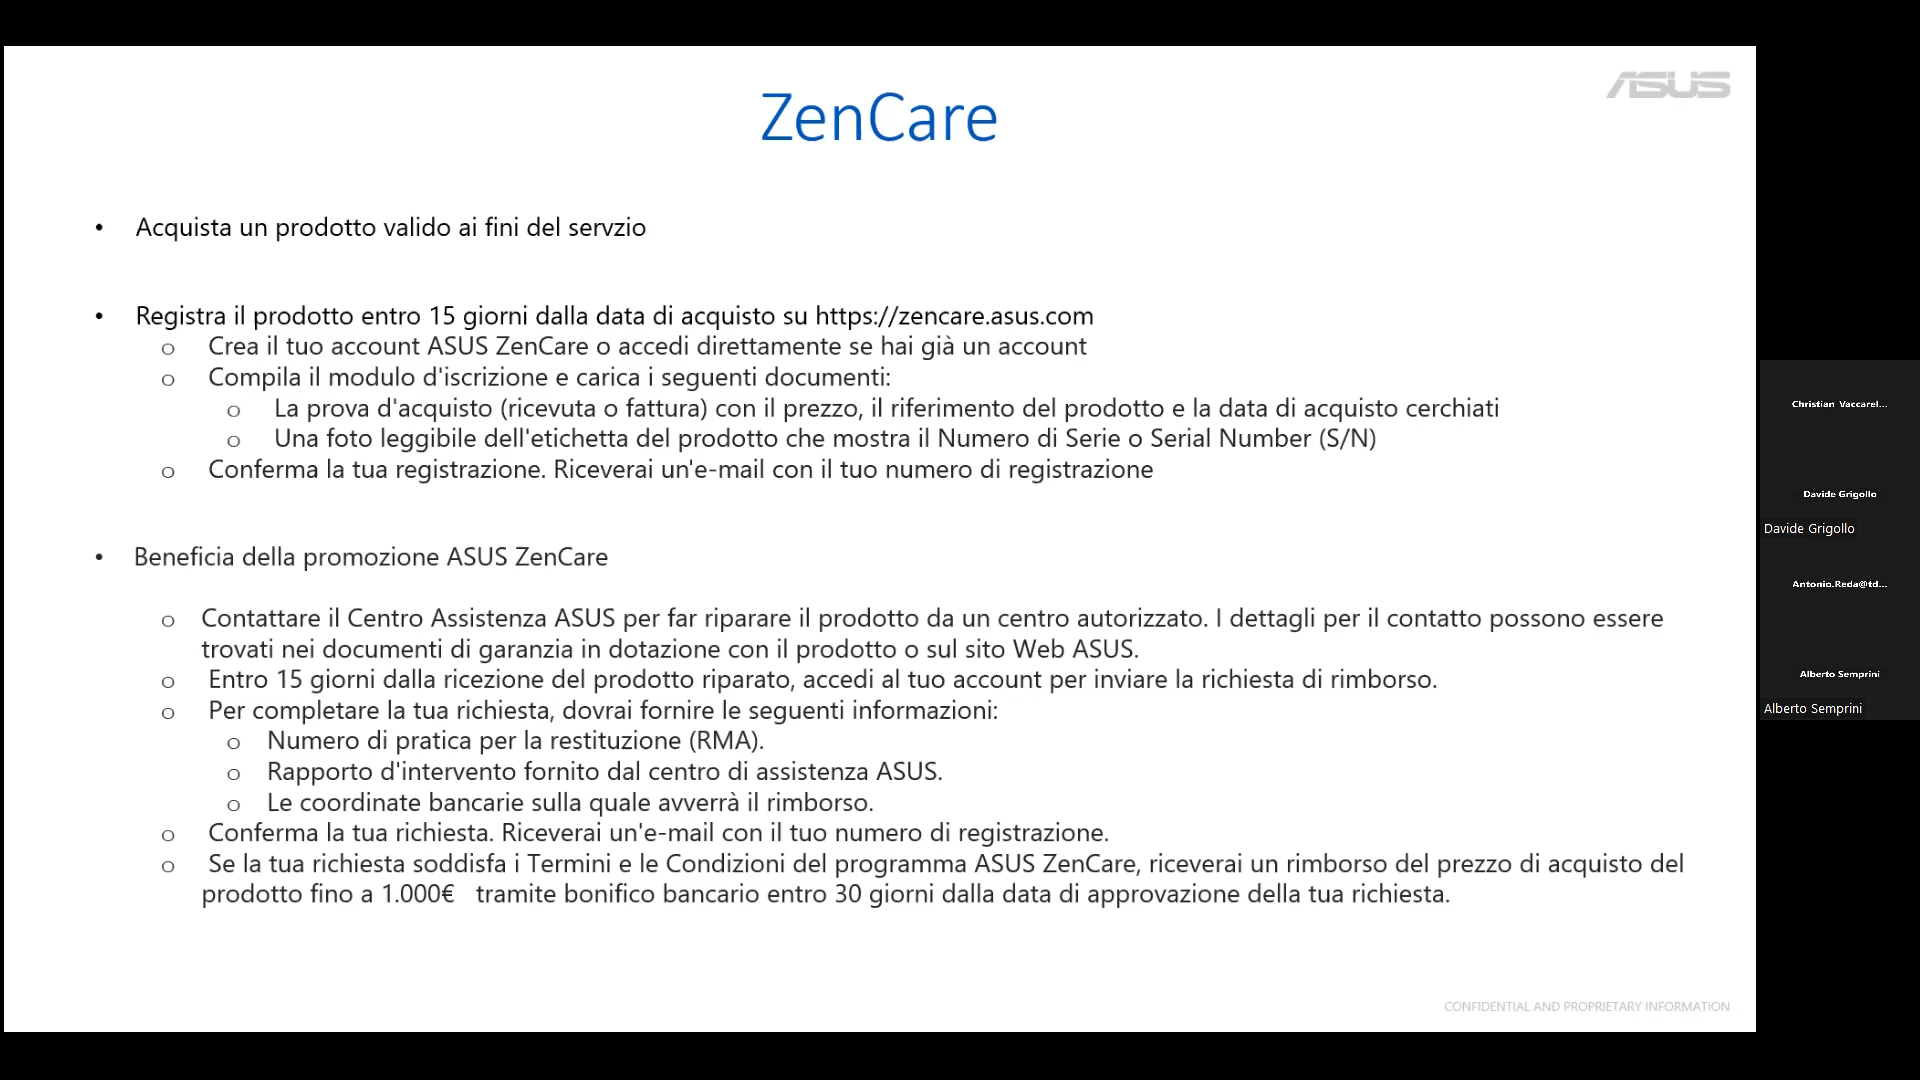 ASUS
ZenCare
• Acquista un prodotto valido ai fini del servzio
• Registra il prodotto entro 15 giorni dalla data di acquisto su https://zencare.asus.com
o Crea il tuo account ASUS ZenCare o accedi direttamente se hai già un account
o Compila il modulo d'iscrizione e carica i seguenti documenti:
o La prova d'acquisto (ricevuta o fattura) con il prezzo, il riferimento del prodotto e la data di acquisto cerchiati
o Una foto leggibile dell'etichetta del prodotto che mostra il Numero di Serie o Serial Number (S/N)
o Conferma la tua registrazione. Riceverai un'e-mail con il tuo numero di registrazione
• Beneficia della promozione ASUS ZenCare
o Contattare il Centro Assistenza ASUS per far riparare il prodotto da un centro autorizzato. I dettagli per il contatto possono essere
trovati nei documenti di garanzia in dotazione con il prodotto o sul sito Web ASUS.
o Entro 15 giorni dalla ricezione del prodotto riparato, accedi al tuo account per inviare la richiesta di rimborso.
o Per completare la tua richiesta, dovrai fornire le seguenti informazioni:
o Numero di pratica per la restituzione (RMA).
o Rapporto d'intervento fornito dal centro di assistenza ASUS.
o Le coordinate bancarie sulla quale avverrà il rimborso.
o Conferma la tua richiesta. Riceverai un'e-mail con il tuo numero di registrazione.
o Se la tua richiesta soddisfa i Termini e le Condizioni del programma ASUS ZenCare, riceverai un rimborso del prezzo di acquisto del
prodotto fino a 1.000€ tramite bonifico bancario entro 30 giorni dalla data di approvazione della tua richiesta.
CONFIDENTIAL AND PROPRIETARY INFORMATION
Christian Vaccarel...
Davide Grigollo
Davide Grigollo
Antonio.Reda@td...
Alberto Semprini
Alberto Semprini